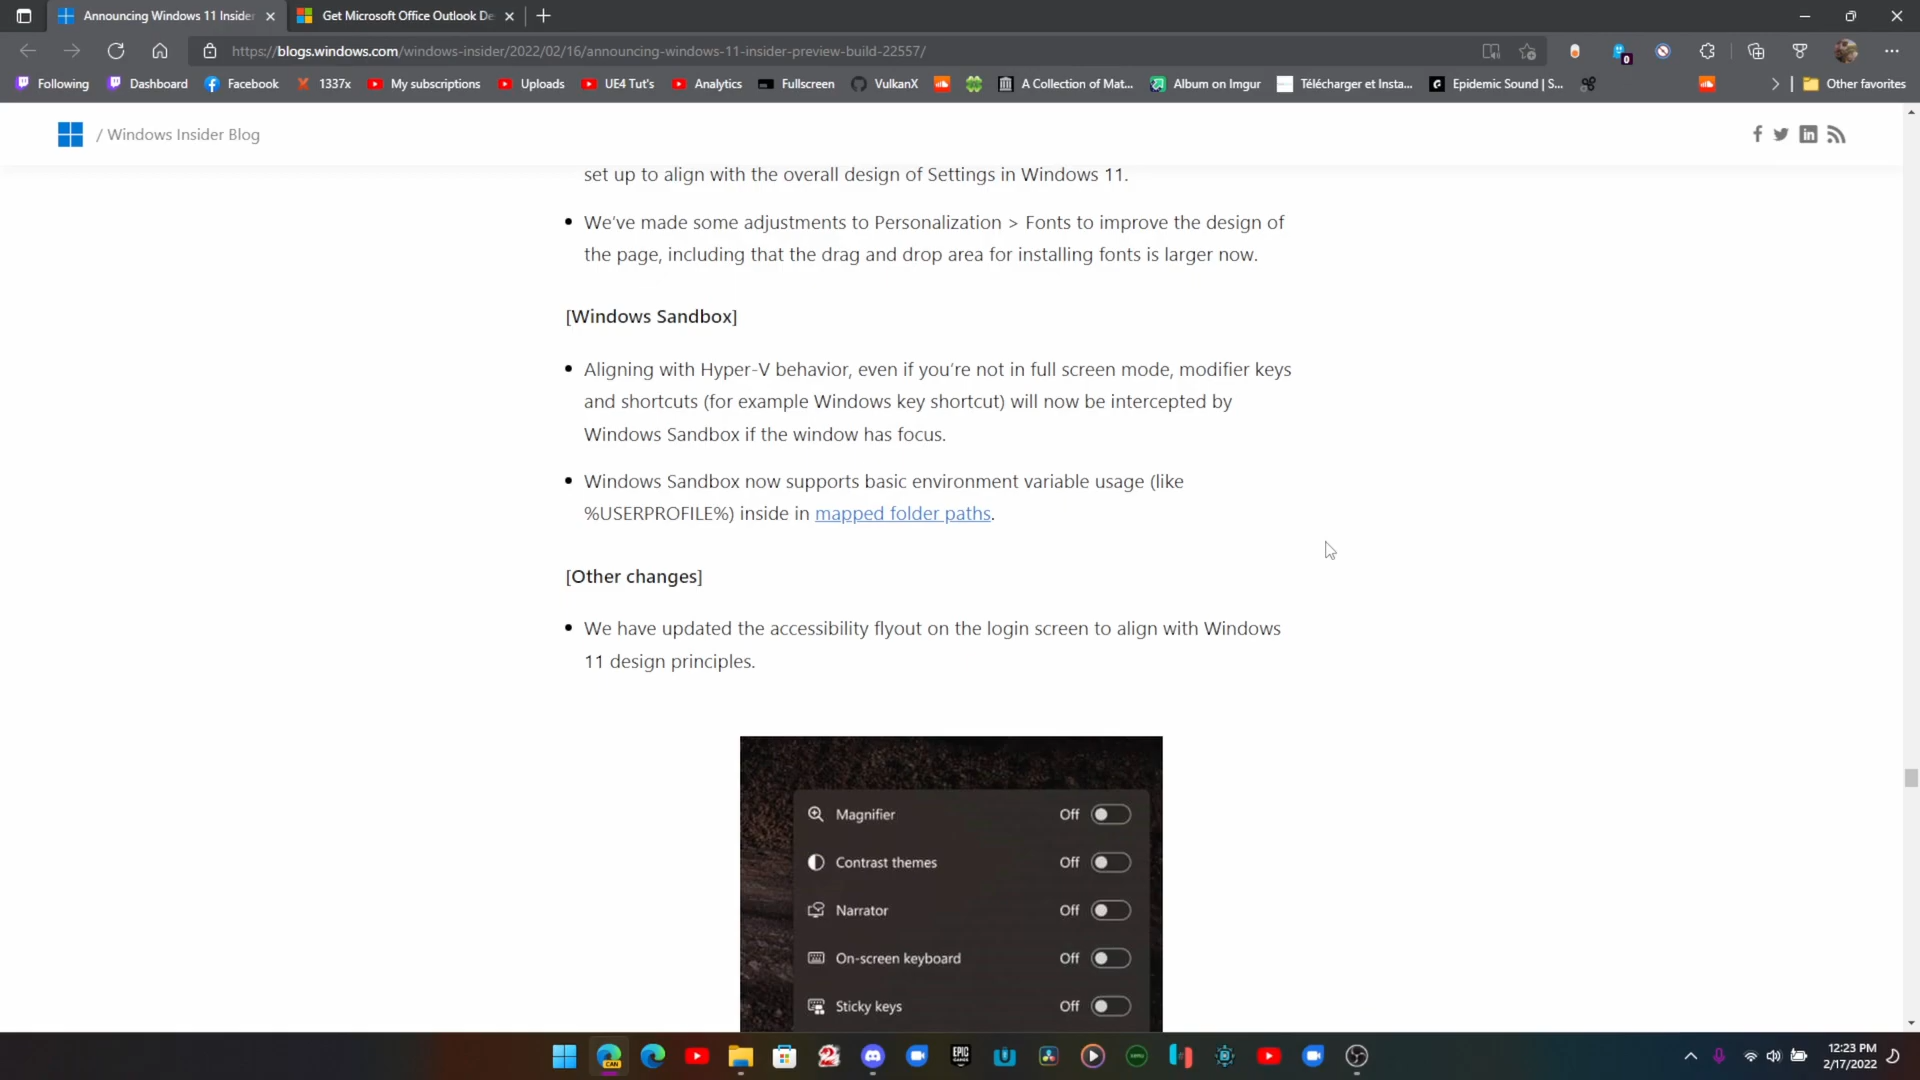 Announcing Windows 11 Insider
Get Microsoft Office Outlook De
https://blogs.windows.com/windows-insider/2022/02/16/announcing-windows-11-insider-preview-build-22557/
0
Following Dashboard Facebook 1337x My subscriptions Uploads UE4 Tut's Analytics Fullscreen VulkanX A Collection of Mat... Album on Imgur Télécharger et Insta... Epidemic Sound | S... Other favorites
/ Windows Insider Blog
set up to align with the overall design of Settings in Windows 11.
• We've made some adjustments to Personalization > Fonts to improve the design of
the page, including that the drag and drop area for installing fonts is larger now.
[Windows Sandbox]
• Aligning with Hyper-V behavior, even if you're not in full screen mode, modifier keys
and shortcuts (for example Windows key shortcut) will now be intercepted by
Windows Sandbox if the window has focus.
• Windows Sandbox now supports basic environment variable usage (like
%USERPROFILE%) inside in mapped folder paths.
[Other changes]
• We have updated the accessibility flyout on the login screen to align with Windows
11 design principles.
Magnifier Off
Contrast themes Off
Narrator Off
On-screen keyboard Off
Sticky keys Off
CAN
EPIC GAMES
12:23 PM
2/17/2022